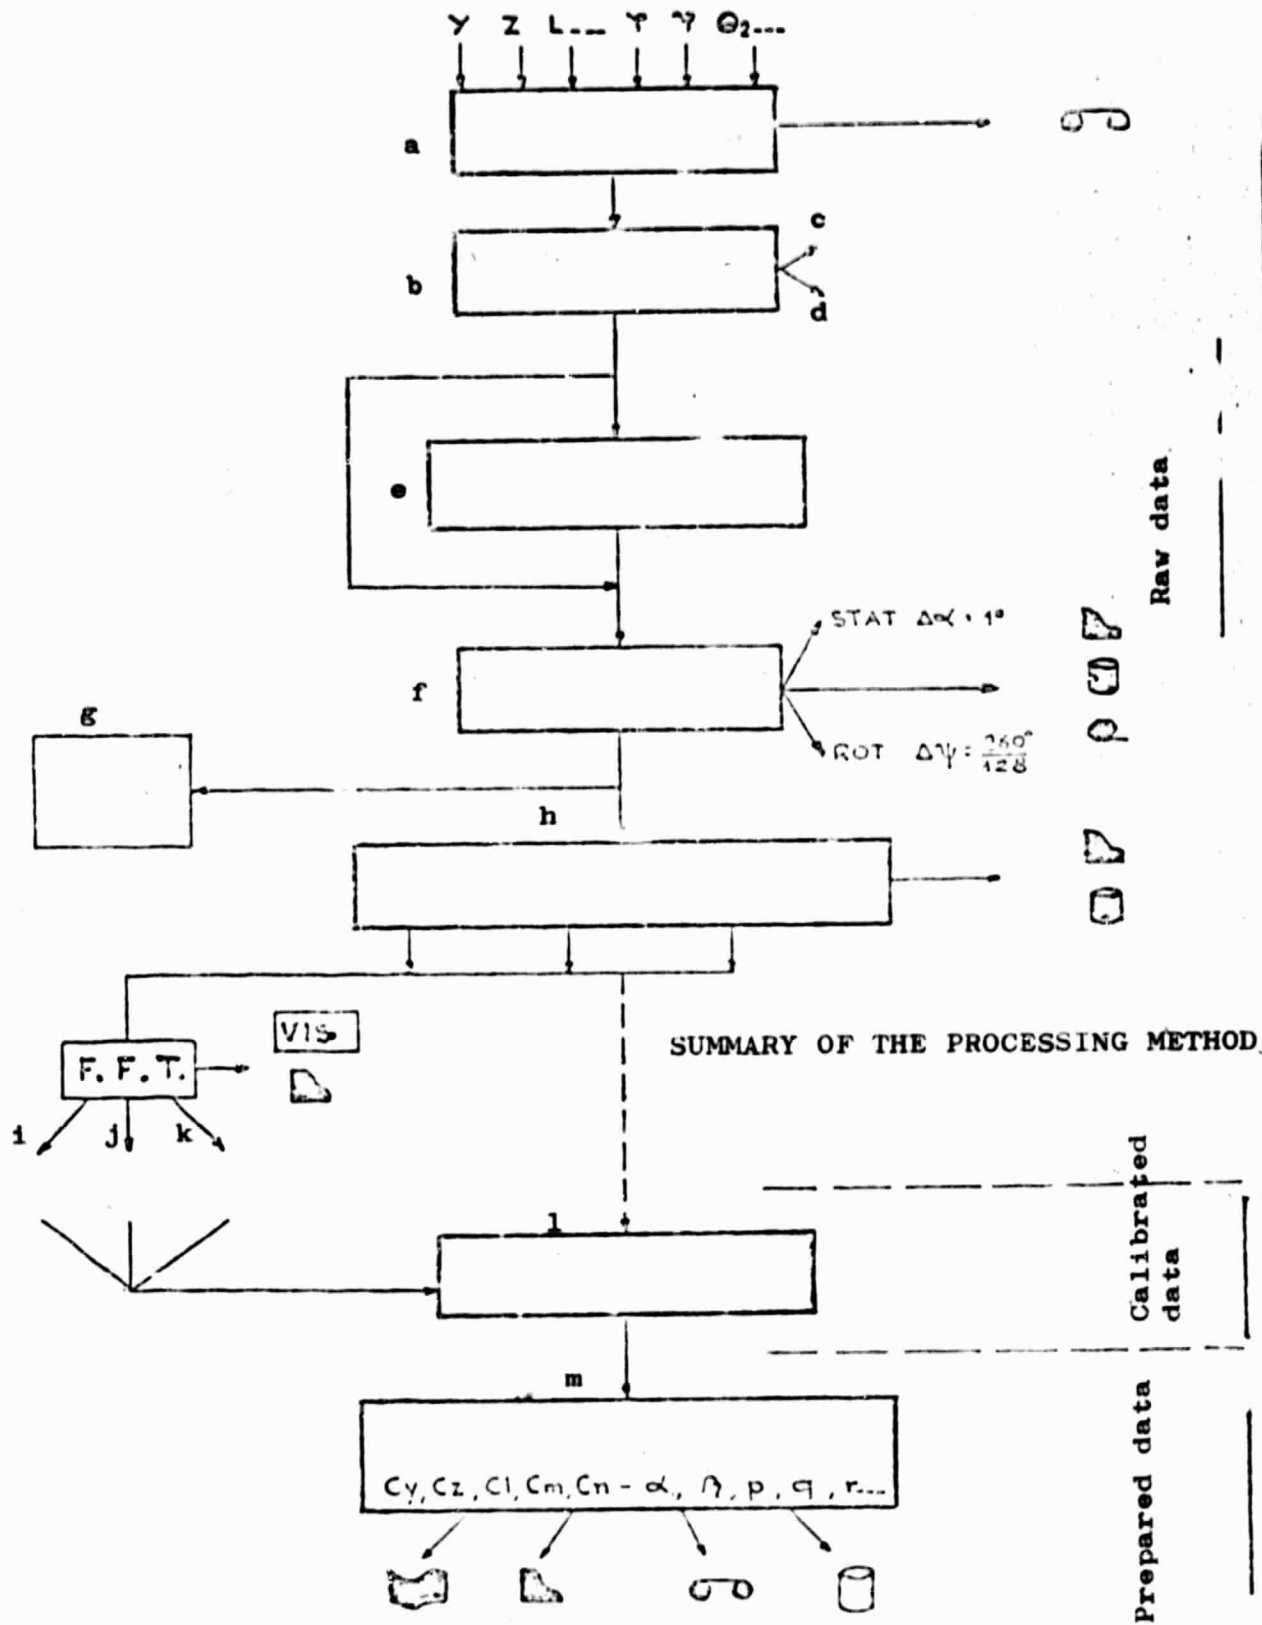 Y Z L--- Ψ Ψ Θ2---
a
c
b
d
e
Raw data
STAT Δα · 1°
f
g
ROT Δψ = 360°/128
h
VIS.
SUMMARY OF THE PROCESSING METHOD
F. F. T.
i j k
l
Calibrated data
m
Cy, Cz, Cl, Cm, Cn - α, β, p, q, r---
Prepared data